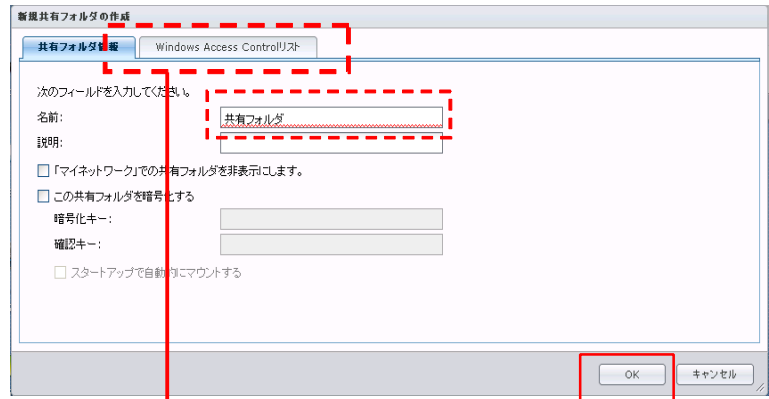 新規共有フォルダの作成
共有フォルダ情報 Windows Access Controlリスト
次のフィールドを入力してください。
名前: 共有フォルダ
説明:
「マイネットワーク」での共有フォルダを非表示にします。
この共有フォルダを暗号化する
暗号化キー:
確認キー:
スタートアップで自動的にマウントする
OK キャンセル